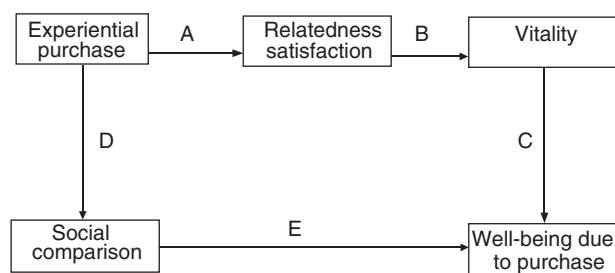 Experiential
purchase
A
Relatedness
satisfaction
B
Vitality
D
C
Social
comparison
E
Well-being due
to purchase